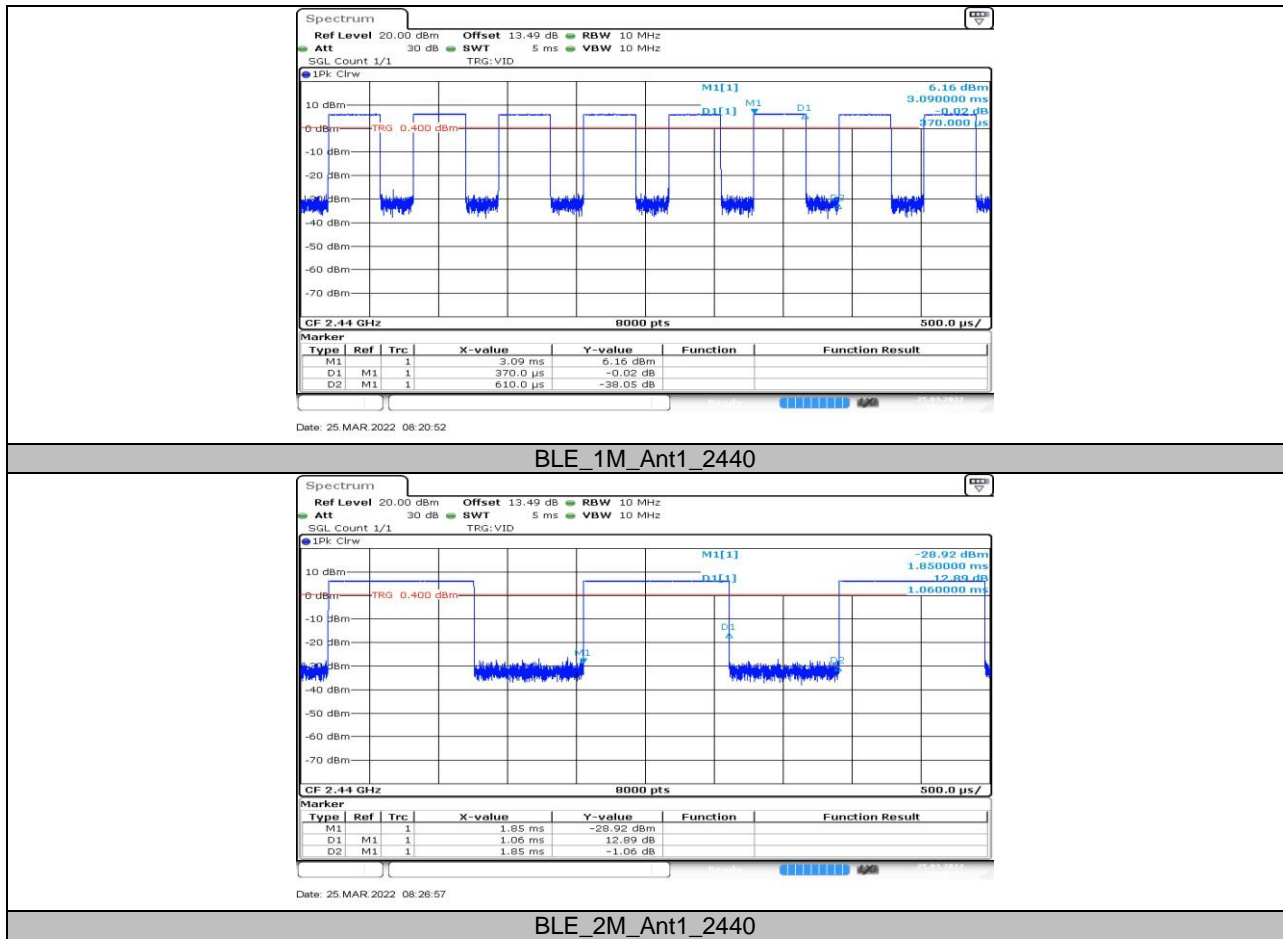 Spectrum
Ref Level 20.00 dBm Offset 13.49 dB RBW 10 MHz
Att 30 dB SWT 5 ms VBW 10 MHz
SGL Count 1/1 TRG:VID
1Pk Clrw
M1[1] 6.16 dBm
3.090000 ms
10 dBm
D1[1] M1 D1 -0.02 dB
370.000 µs
0 dBm TRG 0.400 dBm
-10 dBm
-20 dBm
-30 dBm D2
-40 dBm
-50 dBm
-60 dBm
-70 dBm
CF 2.44 GHz 8000 pts 500.0 µs/
Marker
Type Ref Trc X-value Y-value Function Function Result
M1 1 3.09 ms 6.16 dBm
D1 M1 1 370.0 µs -0.02 dB
D2 M1 1 610.0 µs -38.05 dB
Date: 25.MAR.2022 08:20:52
BLE_1M_Ant1_2440
Spectrum
Ref Level 20.00 dBm Offset 13.49 dB RBW 10 MHz
Att 30 dB SWT 5 ms VBW 10 MHz
SGL Count 1/1 TRG:VID
1Pk Clrw
M1[1] -28.92 dBm
1.850000 ms
10 dBm
D1[1] 12.89 dB
1.060000 ms
0 dBm TRG 0.400 dBm
-10 dBm
D1
-20 dBm
M1
-30 dBm D2
-40 dBm
-50 dBm
-60 dBm
-70 dBm
CF 2.44 GHz 8000 pts 500.0 µs/
Marker
Type Ref Trc X-value Y-value Function Function Result
M1 1 1.85 ms -28.92 dBm
D1 M1 1 1.06 ms 12.89 dB
D2 M1 1 1.85 ms -1.06 dB
Date: 25.MAR.2022 08:26:57
BLE_2M_Ant1_2440